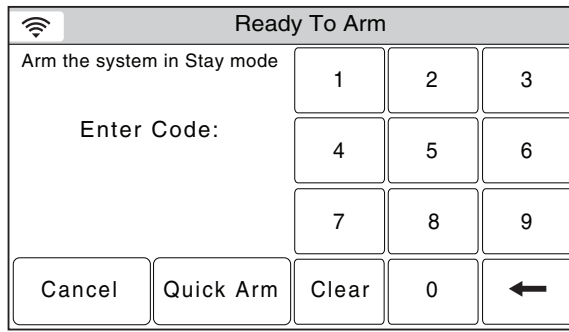 Ready To Arm
Arm the system in Stay mode
Enter Code:
1 2 3
4 5 6
7 8 9
Cancel Quick Arm Clear 0